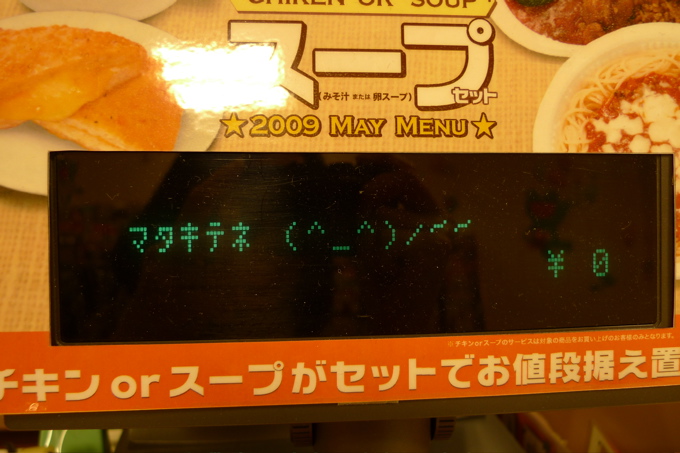 CHIKEN OR SOUP
スープ
(みそ汁 または 卵スープ)
セット
★2009 MAY MENU★
マタキテネ (^_^)/~~
¥ 0
※チキンorスープのサービスは対象の商品をお買い上げのお客様のみとなります。
チキンorスープがセットでお値段据え置